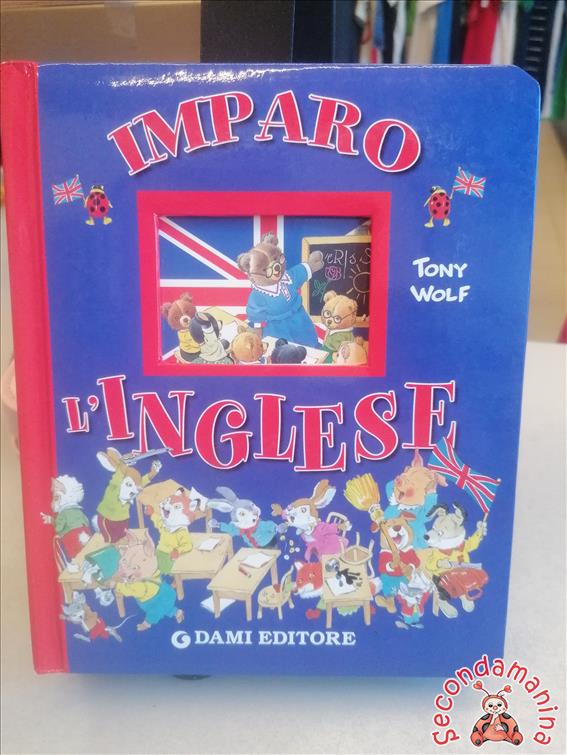 IMPARO
TONY
WOLF
L'INGLESE
DAMI EDITORE
Secondamanina